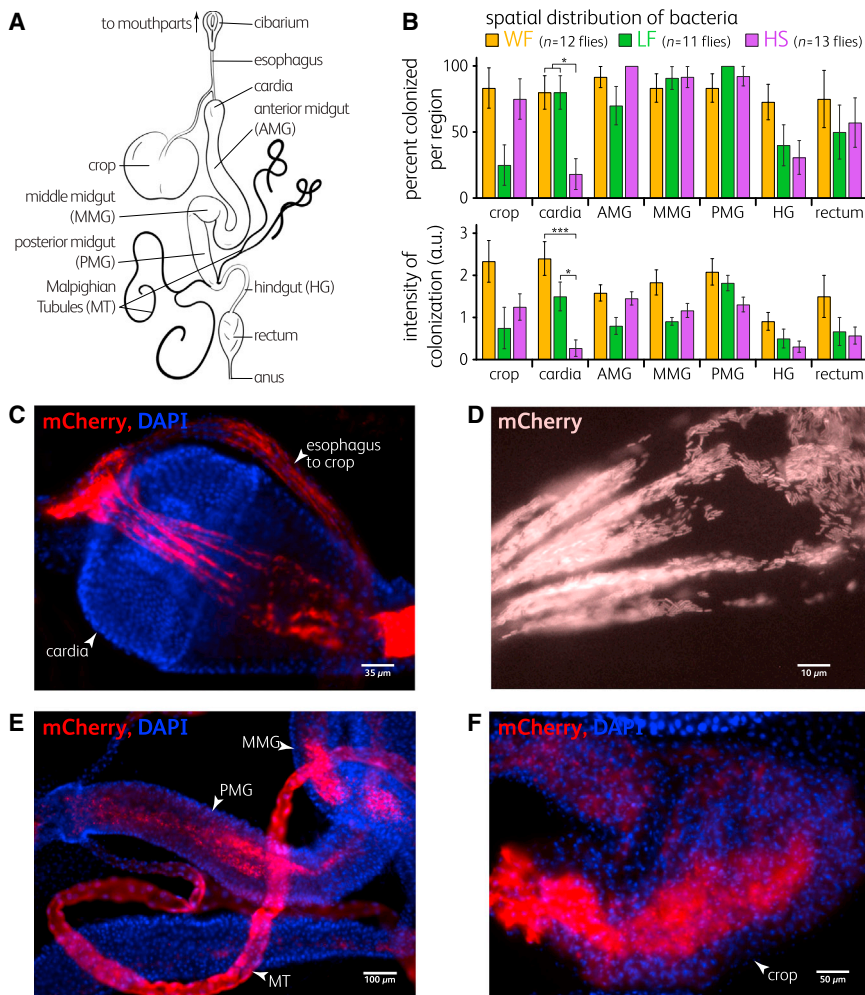 A
to mouthparts
cibarium
esophagus
cardia
anterior midgut
(AMG)
crop
middle midgut
(MMG)
posterior midgut
(PMG)
Malpighian
Tubules (MT)
hindgut (HG)
rectum
anus
B
spatial distribution of bacteria
WF (n=12 flies) LF (n=11 flies) HS (n=13 flies)
percent colonized
per region
100
50
0
*
crop cardia AMG MMG PMG HG rectum
intensity of
colonization (a.u.)
3
2
1
0
***
*
crop cardia AMG MMG PMG HG rectum
C
mCherry, DAPI
esophagus
to crop
cardia
35 µm
D
mCherry
10 µm
E
mCherry, DAPI
MMG
PMG
MT
100 µm
F
mCherry, DAPI
crop
50 µm